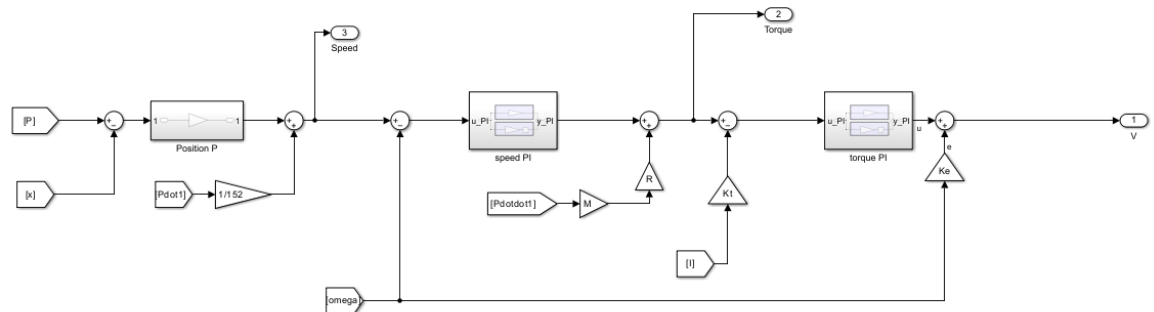 3
Speed
2
Torque
[P]
1
1
Position P
u_PI
y_PI
speed PI
u_PI
y_PI
torque PI
u
e
1
V
[x]
[Pdot1]
1/152
[Pdotdot1]
M
R
Kt
Ke
[I]
[omega]